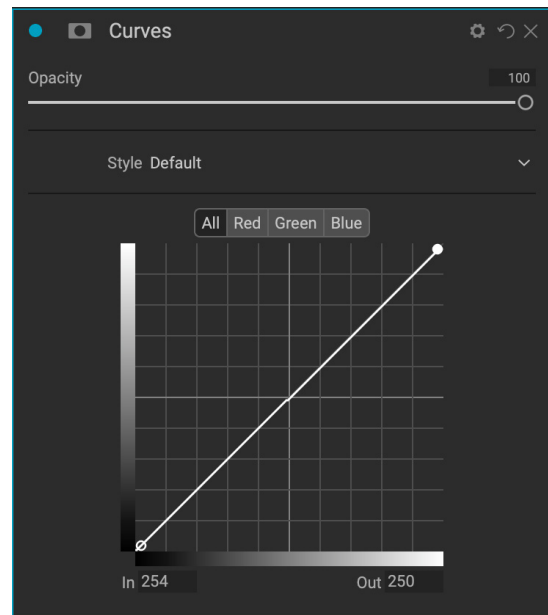 Curves
Opacity 100
Style Default
All Red Green Blue
In 254 Out 250